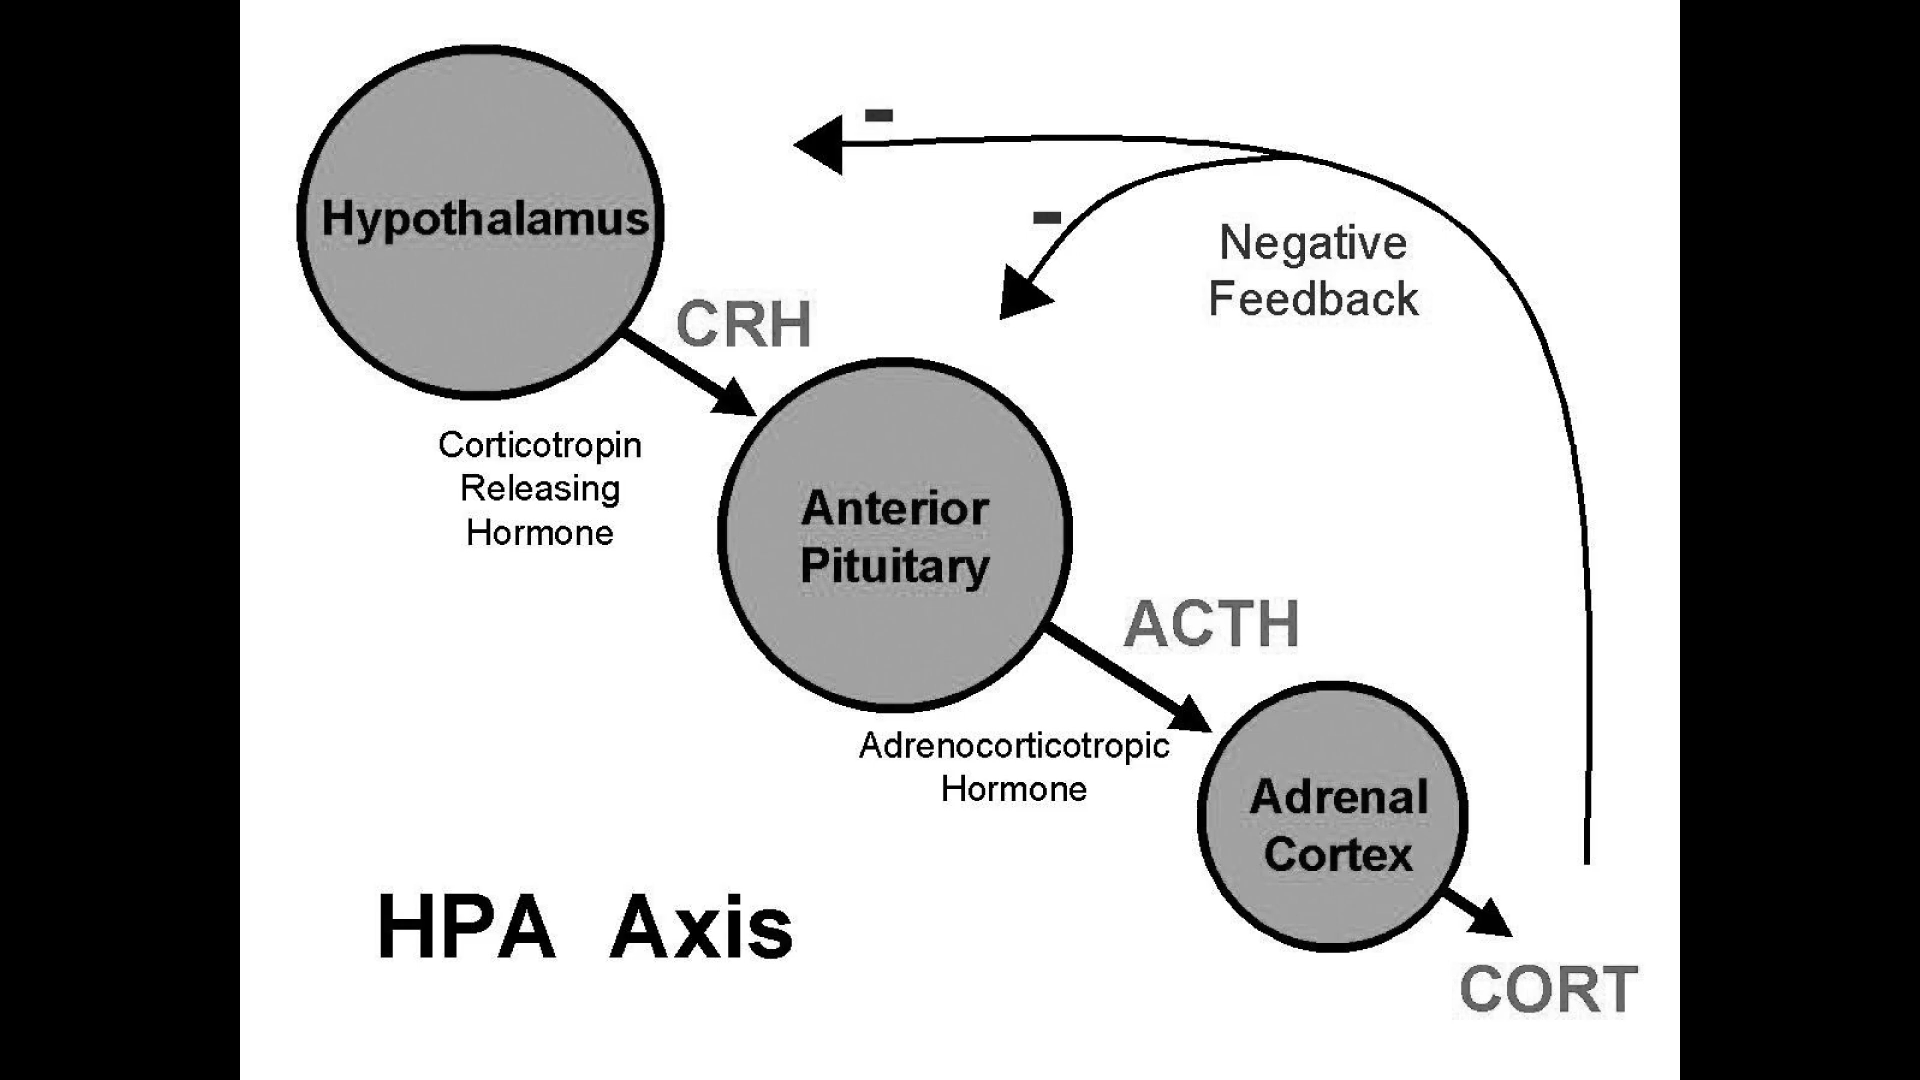 Hypothalamus
-
-
Negative
Feedback
CRH
Corticotropin
Releasing
Hormone
Anterior
Pituitary
ACTH
Adrenocorticotropic
Hormone
Adrenal
Cortex
HPA Axis
CORT